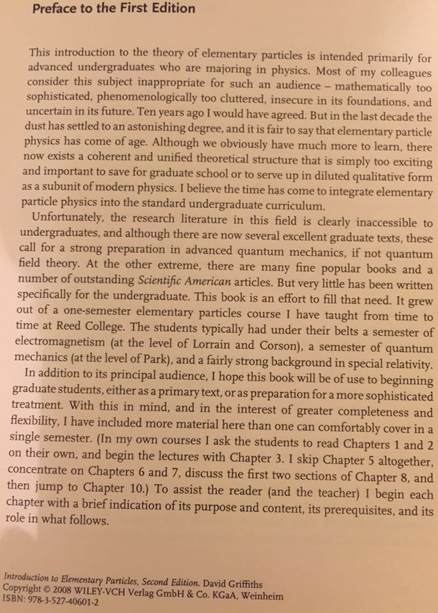 Preface to the First Edition
This introduction to the theory of elementary particles is intended primarily for
advanced undergraduates who are majoring in physics. Most of my colleagues
consider this subject inappropriate for such an audience – mathematically too
sophisticated, phenomenologically too cluttered, insecure in its foundations, and
uncertain in its future. Ten years ago I would have agreed. But in the last decade the
dust has settled to an astonishing degree, and it is fair to say that elementary particle
physics has come of age. Although we obviously have much more to learn, there
now exists a coherent and unified theoretical structure that is simply too exciting
and important to save for graduate school or to serve up in diluted qualitative form
as a subunit of modern physics. I believe the time has come to integrate elementary
particle physics into the standard undergraduate curriculum.
Unfortunately, the research literature in this field is clearly inaccessible to
undergraduates, and although there are now several excellent graduate texts, these
call for a strong preparation in advanced quantum mechanics, if not quantum
field theory. At the other extreme, there are many fine popular books and a
number of outstanding Scientific American articles. But very little has been written
specifically for the undergraduate. This book is an effort to fill that need. It grew
out of a one-semester elementary particles course I have taught from time to
time at Reed College. The students typically had under their belts a semester of
electromagnetism (at the level of Lorrain and Corson), a semester of quantum
mechanics (at the level of Park), and a fairly strong background in special relativity.
In addition to its principal audience, I hope this book will be of use to beginning
graduate students, either as a primary text, or as preparation for a more sophisticated
treatment. With this in mind, and in the interest of greater completeness and
flexibility, I have included more material here than one can comfortably cover in a
single semester. (In my own courses I ask the students to read Chapters 1 and 2
on their own, and begin the lectures with Chapter 3. I skip Chapter 5 altogether,
concentrate on Chapters 6 and 7, discuss the first two sections of Chapter 8, and
then jump to Chapter 10.) To assist the reader (and the teacher) I begin each
chapter with a brief indication of its purpose and content, its prerequisites, and its
role in what follows.
Introduction to Elementary Particles, Second Edition. David Griffiths
Copyright © 2008 WILEY-VCH Verlag GmbH & Co. KGaA, Weinheim
ISBN: 978-3-527-40601-2